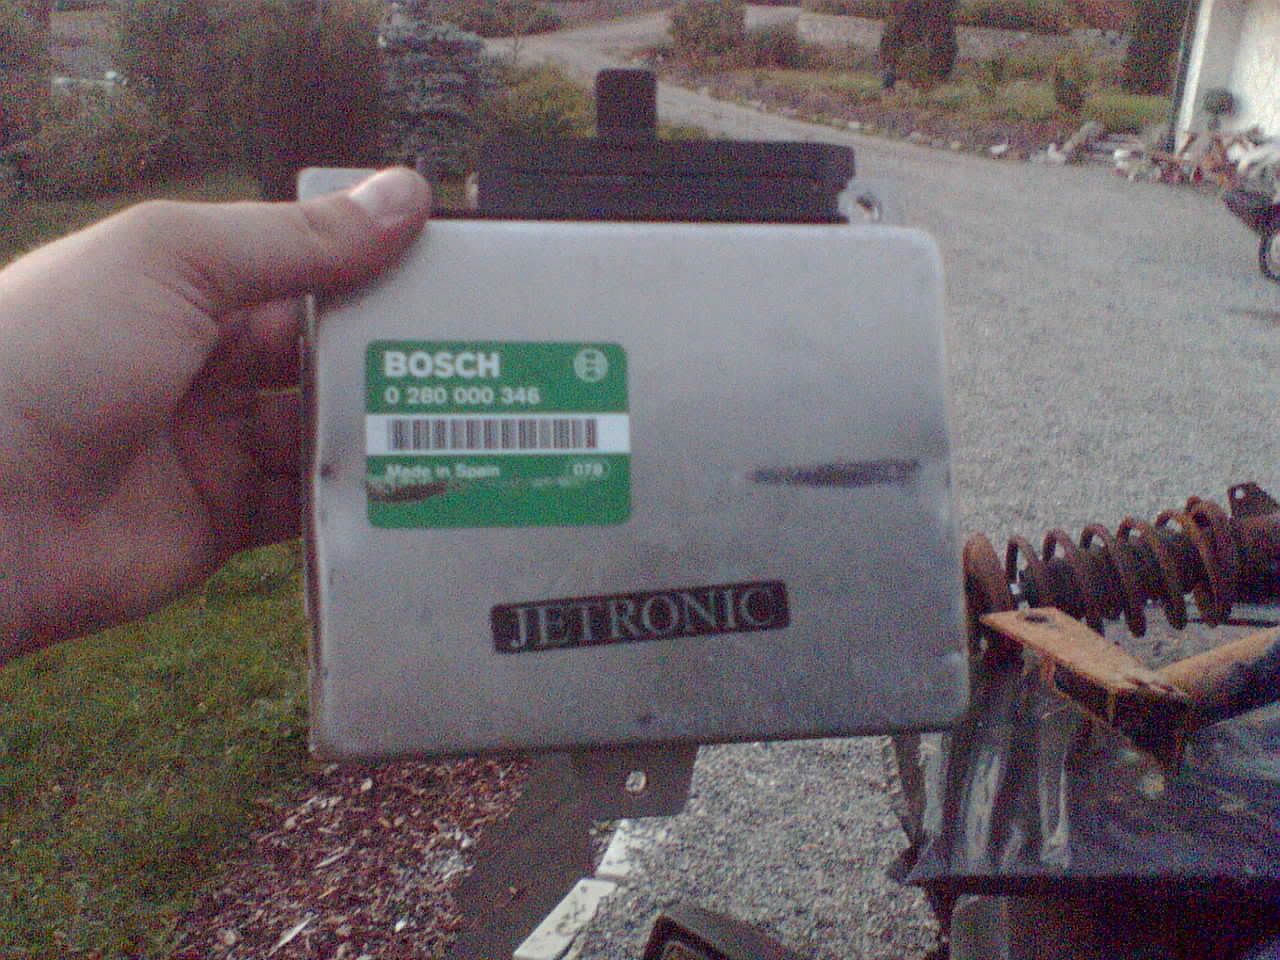 BOSCH
0 280 000 346
Made in Spain 078
JETRONIC